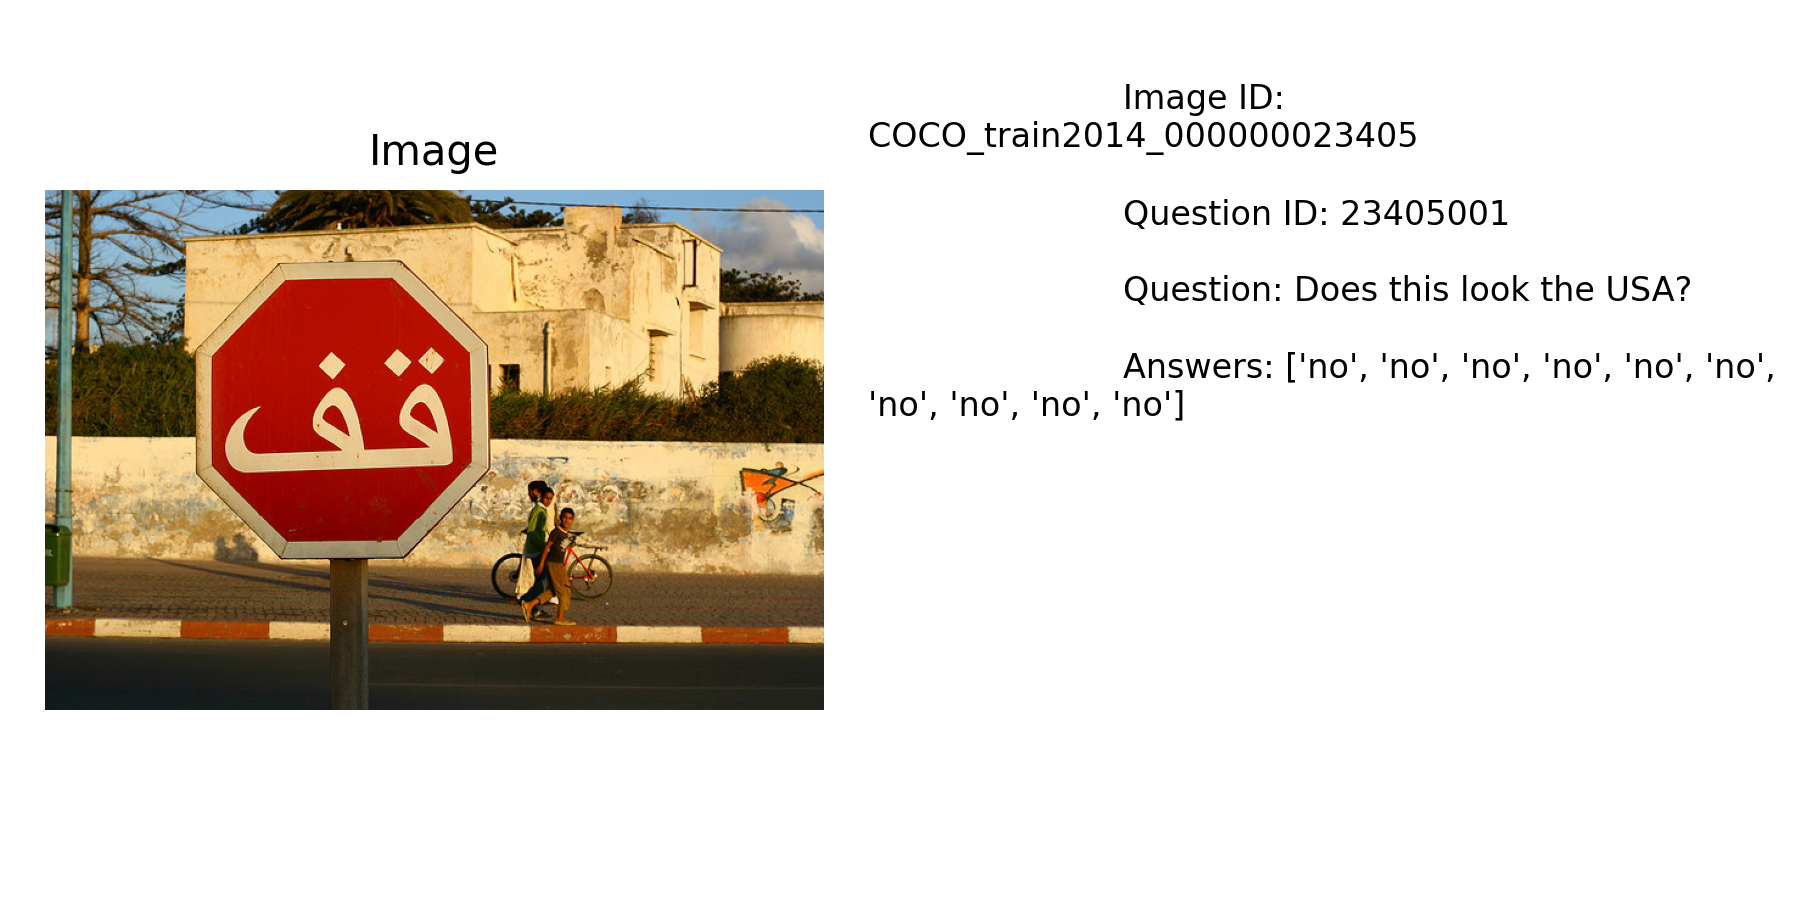 Image
Image ID:
COCO_train2014_000000023405
Question ID: 23405001
Question: Does this look the USA?
Answers: ['no', 'no', 'no', 'no', 'no', 'no',
'no', 'no', 'no', 'no']
قف